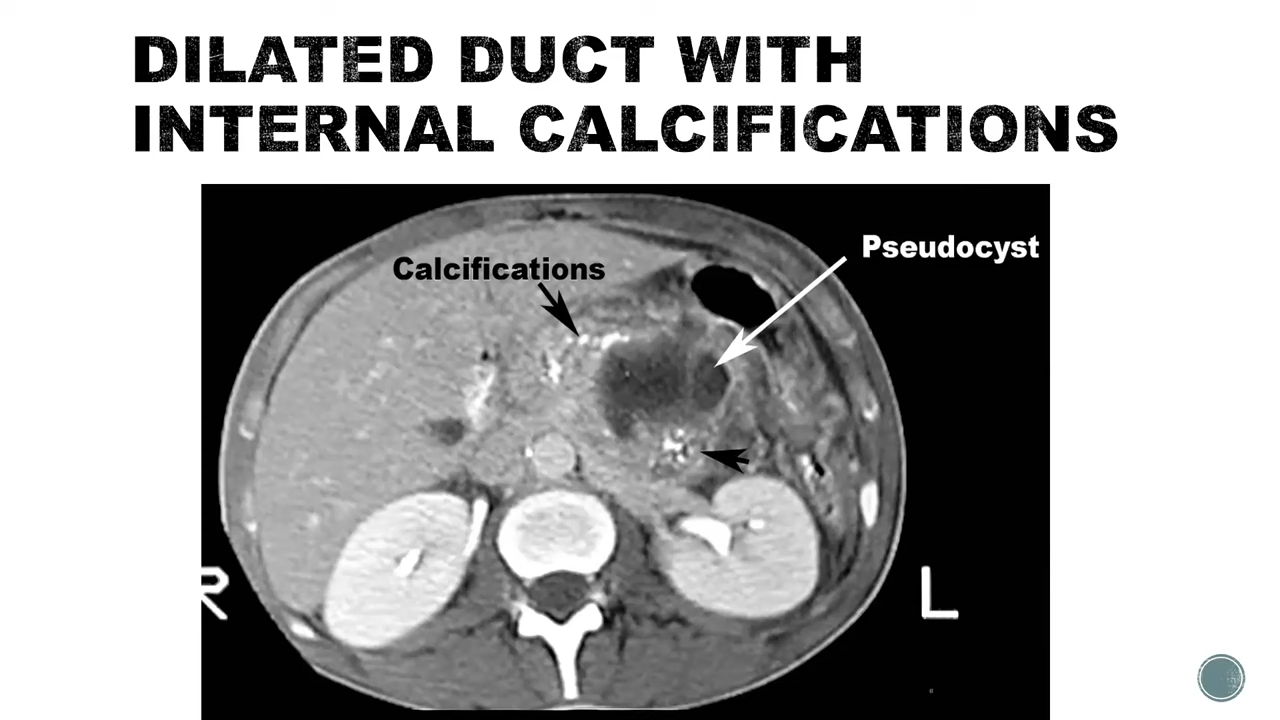 DILATED DUCT WITH
INTERNAL CALCIFICATIONS
Pseudocyst
Calcifications
R
L